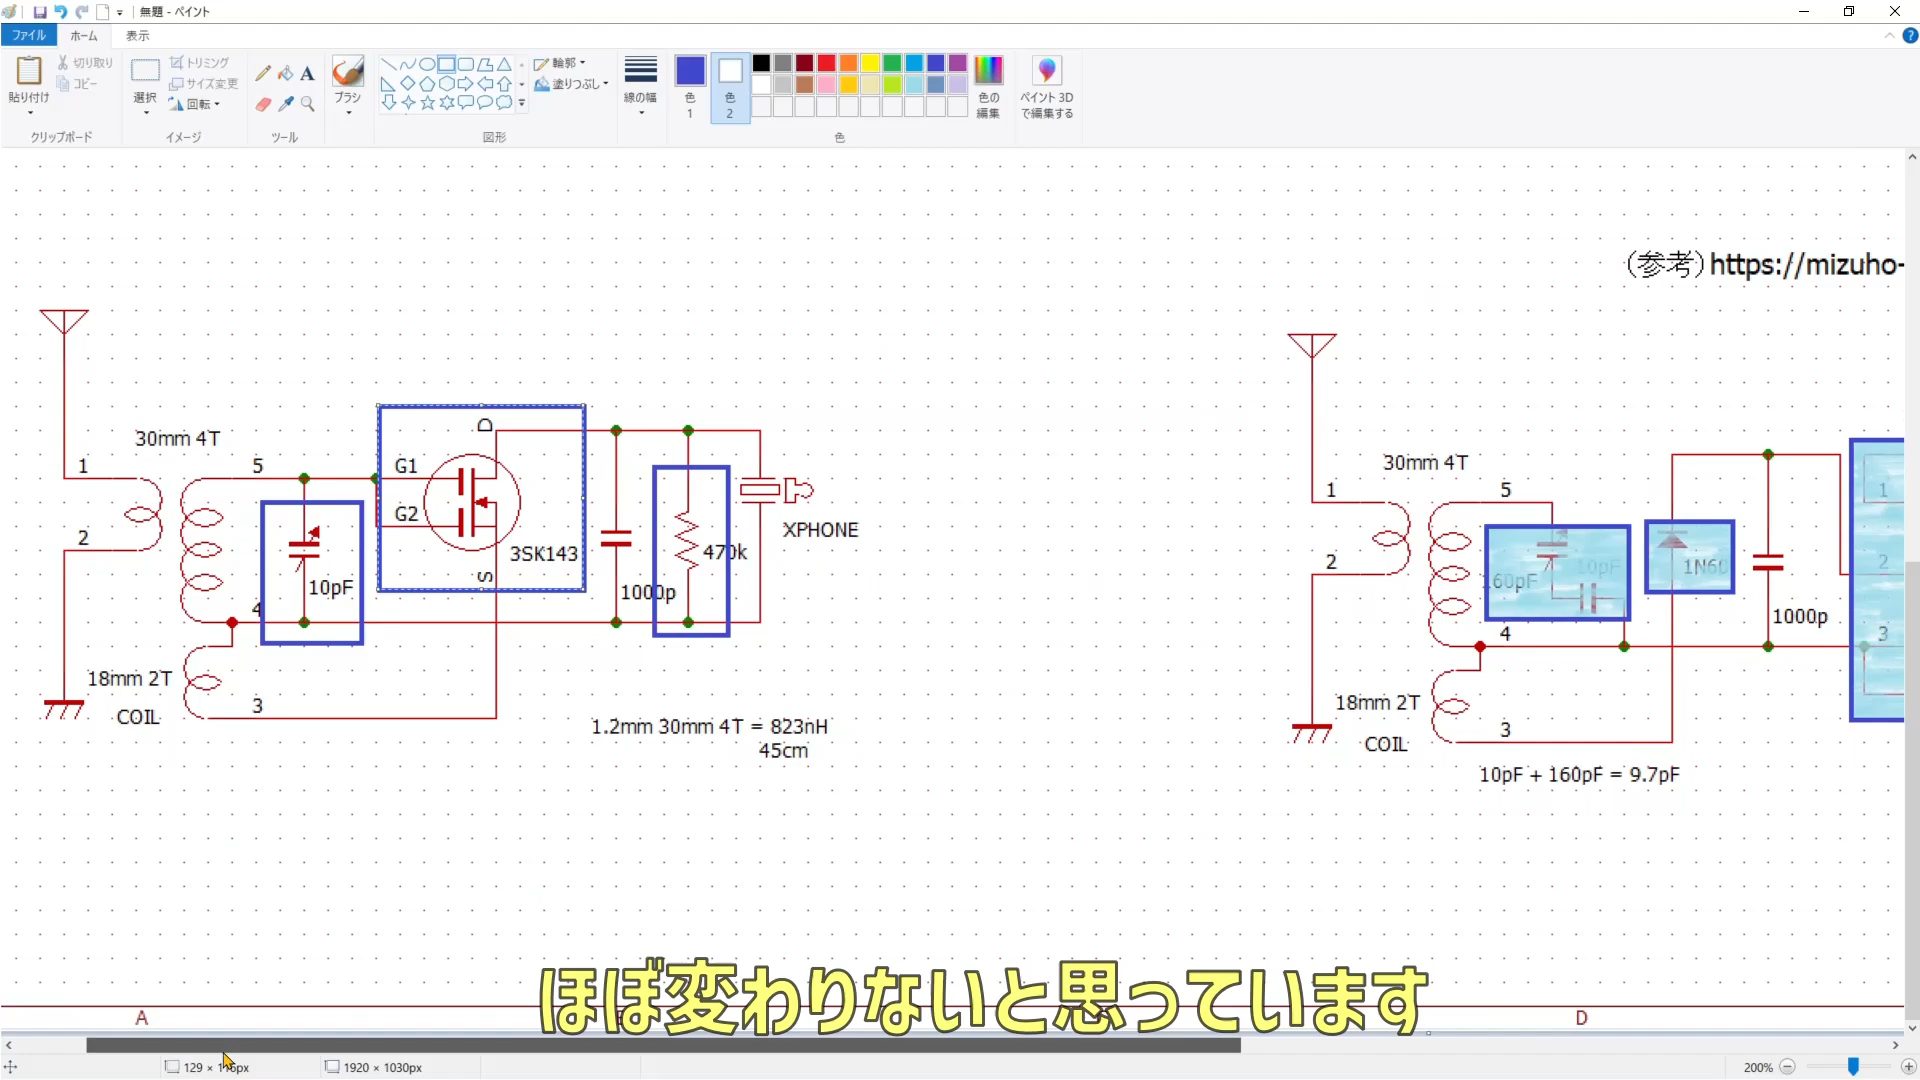 無題 - ペイント
ファイル ホーム 表示
貼り付け 切り取り コピー 選択 トリミング サイズ変更 回転 ブラシ 輪郭 塗りつぶし 線の幅 色 1 色 2 色の編集 ペイント 3D で編集する
クリップボード イメージ ツール 図形 色
(参考) https://mizuho-
30mm 4T
1
2
5
4
3
10pF
18mm 2T
COIL
G1
G2
D
S
3SK143
1000p
470k
XPHONE
1.2mm 30mm 4T = 823nH
45cm
30mm 4T
1
2
5
4
3
160pF
10pF
1N60
1000p
1
2
3
18mm 2T
COIL
10pF + 160pF = 9.7pF
ほぼ変わりないと思っています
A
D
1920 × 1030px
200%